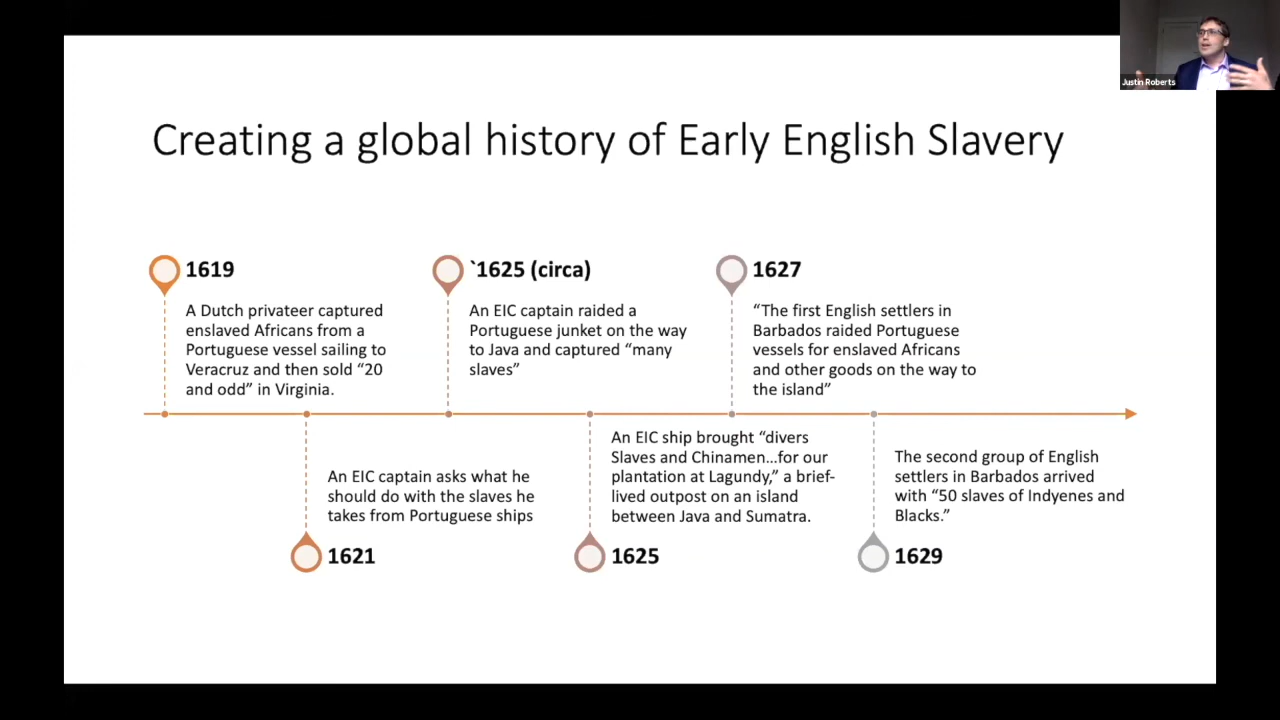 Justin Roberts
Creating a global history of Early English Slavery
1619
A Dutch privateer captured
enslaved Africans from a
Portuguese vessel sailing to
Veracruz and then sold “20
and odd” in Virginia.
`1625 (circa)
An EIC captain raided a
Portuguese junket on the way
to Java and captured “many
slaves”
1627
“The first English settlers in
Barbados raided Portuguese
vessels for enslaved Africans
and other goods on the way to
the island”
An EIC captain asks what he
should do with the slaves he
takes from Portuguese ships
1621
An EIC ship brought “divers
Slaves and Chinamen...for our
plantation at Lagundy,” a brief-
lived outpost on an island
between Java and Sumatra.
1625
The second group of English
settlers in Barbados arrived
with “50 slaves of Indyenes and
Blacks.”
1629